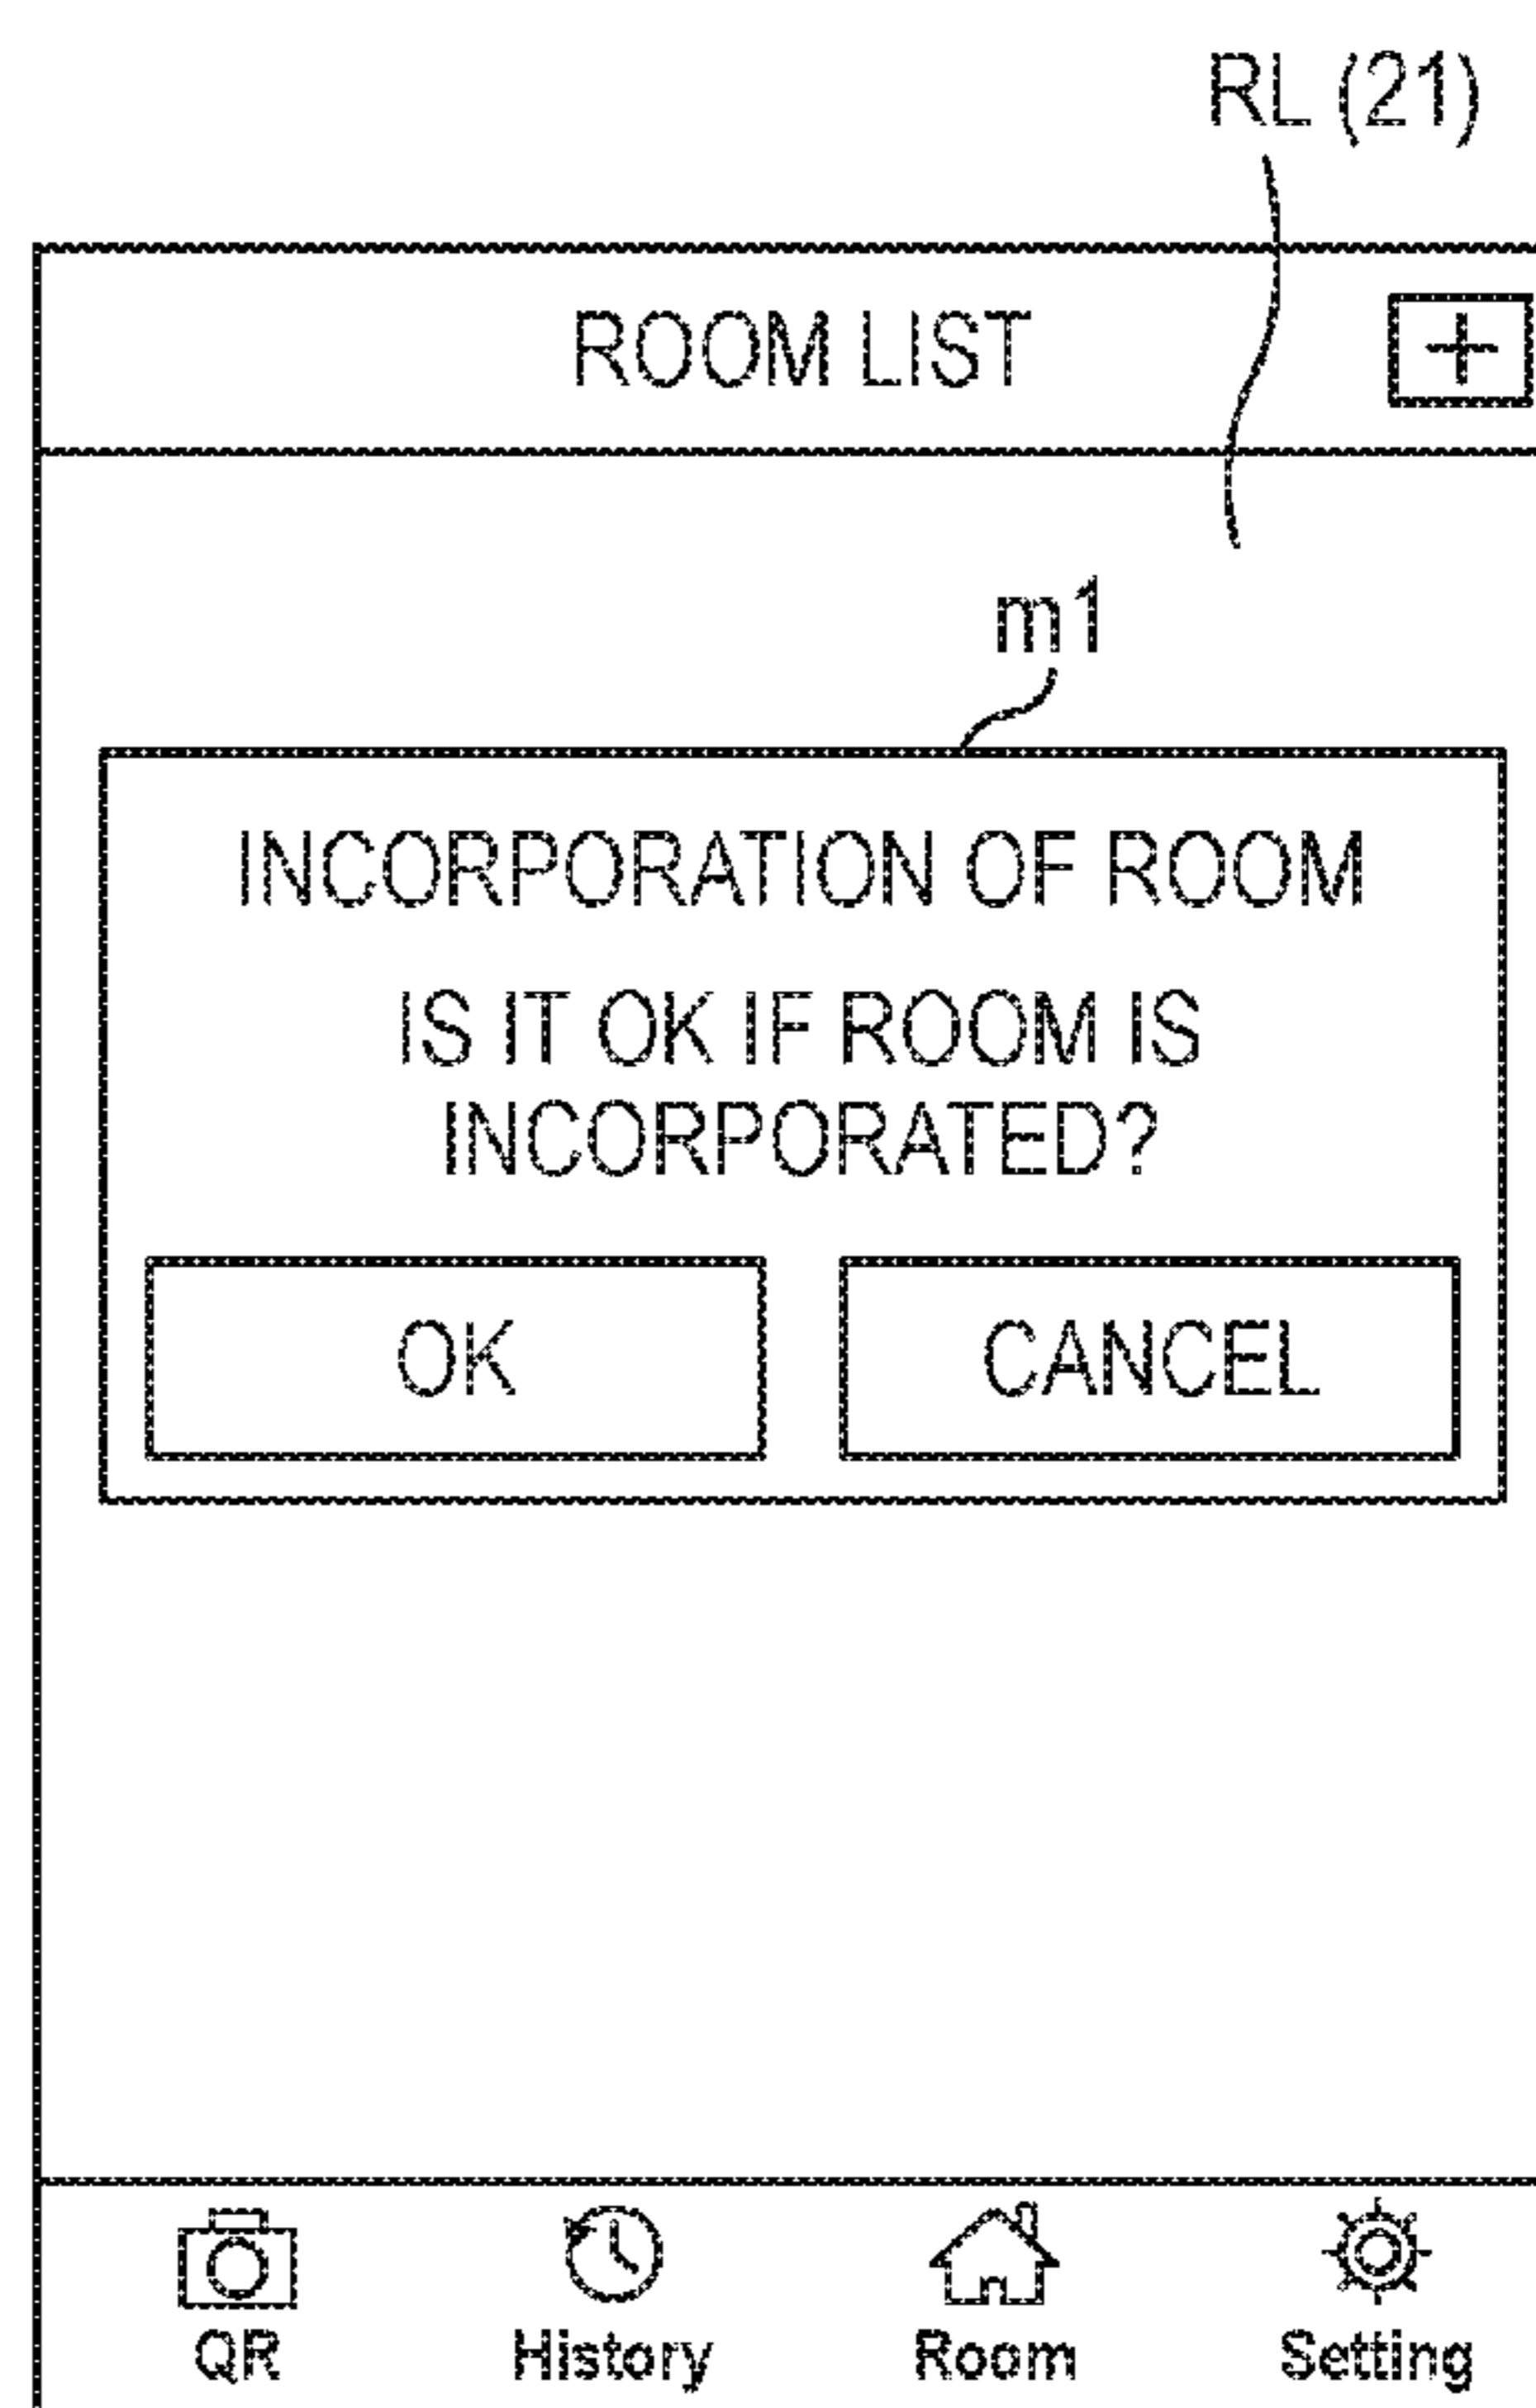 RL (21)
ROOM LIST +
m1
INCORPORATION OF ROOM
IS IT OK IF ROOM IS
INCORPORATED?
OK CANCEL
QR History Room Setting